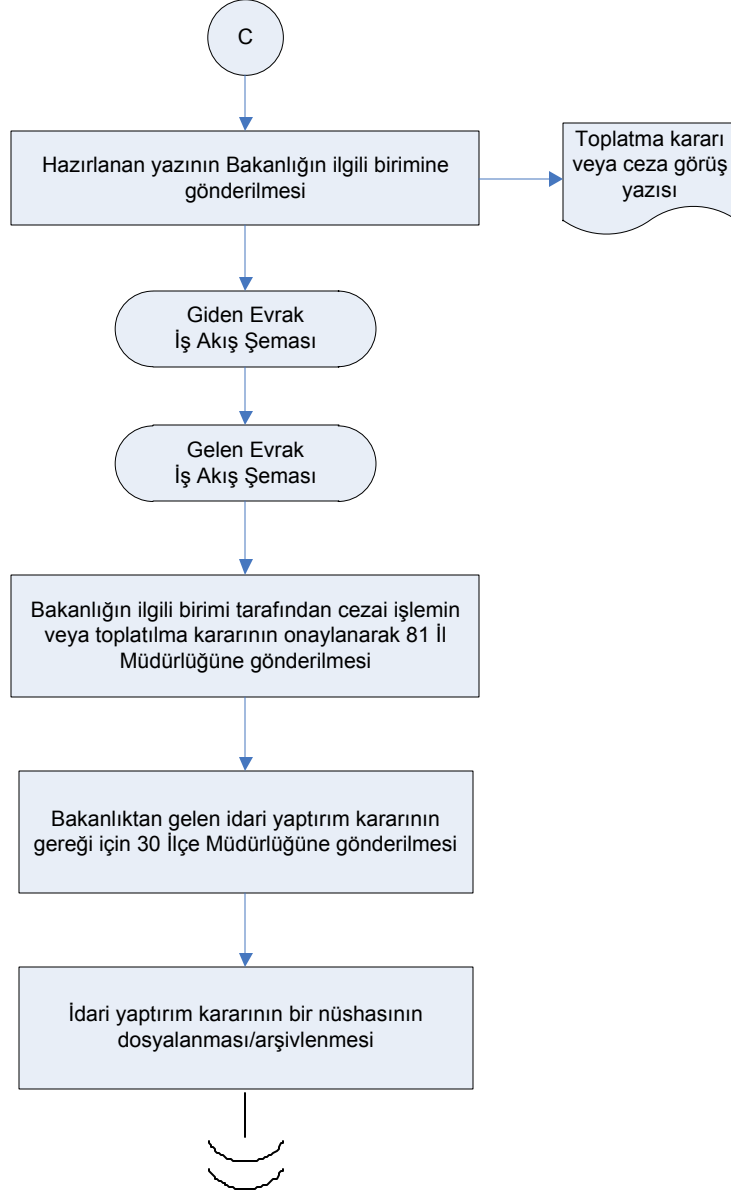 C
Hazırlanan yazının Bakanlığın ilgili birimine
gönderilmesi
Toplatma kararı
veya ceza görüş
yazısı
Giden Evrak
İş Akış Şeması
Gelen Evrak
İş Akış Şeması
Bakanlığın ilgili birimi tarafından cezai işlemin
veya toplatılma kararının onaylanarak 81 İl
Müdürlüğüne gönderilmesi
Bakanlıktan gelen idari yaptırım kararının
gereği için 30 İlçe Müdürlüğüne gönderilmesi
İdari yaptırım kararının bir nüshasının
dosyalanması/arşivlenmesi